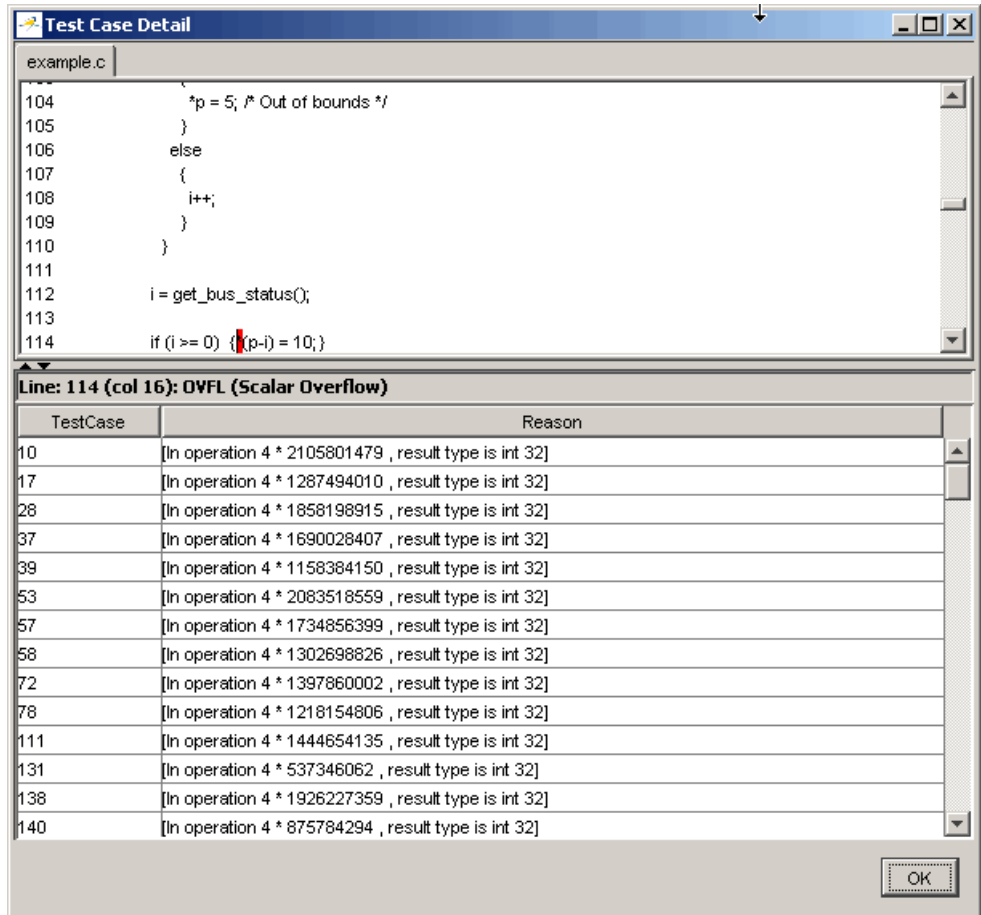 Test Case Detail
example.c
104 *p = 5; /* Out of bounds */
105 }
106 else
107 {
108 i++;
109 }
110 }
111
112 i = get_bus_status();
113
114 if (i >= 0) {*(p-i) = 10; }
Line: 114 (col 16): OVFL (Scalar Overflow)
TestCase Reason
10 [In operation 4 * 2105801479 , result type is int 32]
17 [In operation 4 * 1287494010 , result type is int 32]
28 [In operation 4 * 1858198915 , result type is int 32]
37 [In operation 4 * 1690028407 , result type is int 32]
39 [In operation 4 * 1158384150 , result type is int 32]
53 [In operation 4 * 2083518559 , result type is int 32]
57 [In operation 4 * 1734856399 , result type is int 32]
58 [In operation 4 * 1302698826 , result type is int 32]
72 [In operation 4 * 1397860002 , result type is int 32]
78 [In operation 4 * 1218154806 , result type is int 32]
111 [In operation 4 * 1444654135 , result type is int 32]
131 [In operation 4 * 537346062 , result type is int 32]
138 [In operation 4 * 1926227359 , result type is int 32]
140 [In operation 4 * 875784294 , result type is int 32]
OK